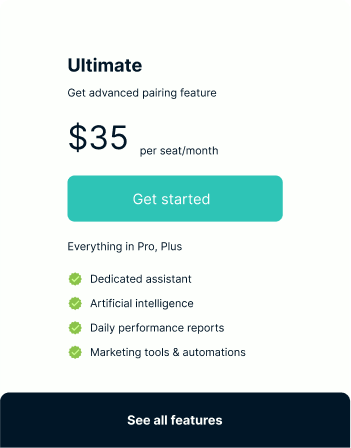 Ultimate
Get advanced pairing feature
$35 per seat/month
Get started
Everything in Pro, Plus
Dedicated assistant
Artificial intelligence
Daily performance reports
Marketing tools & automations
See all features